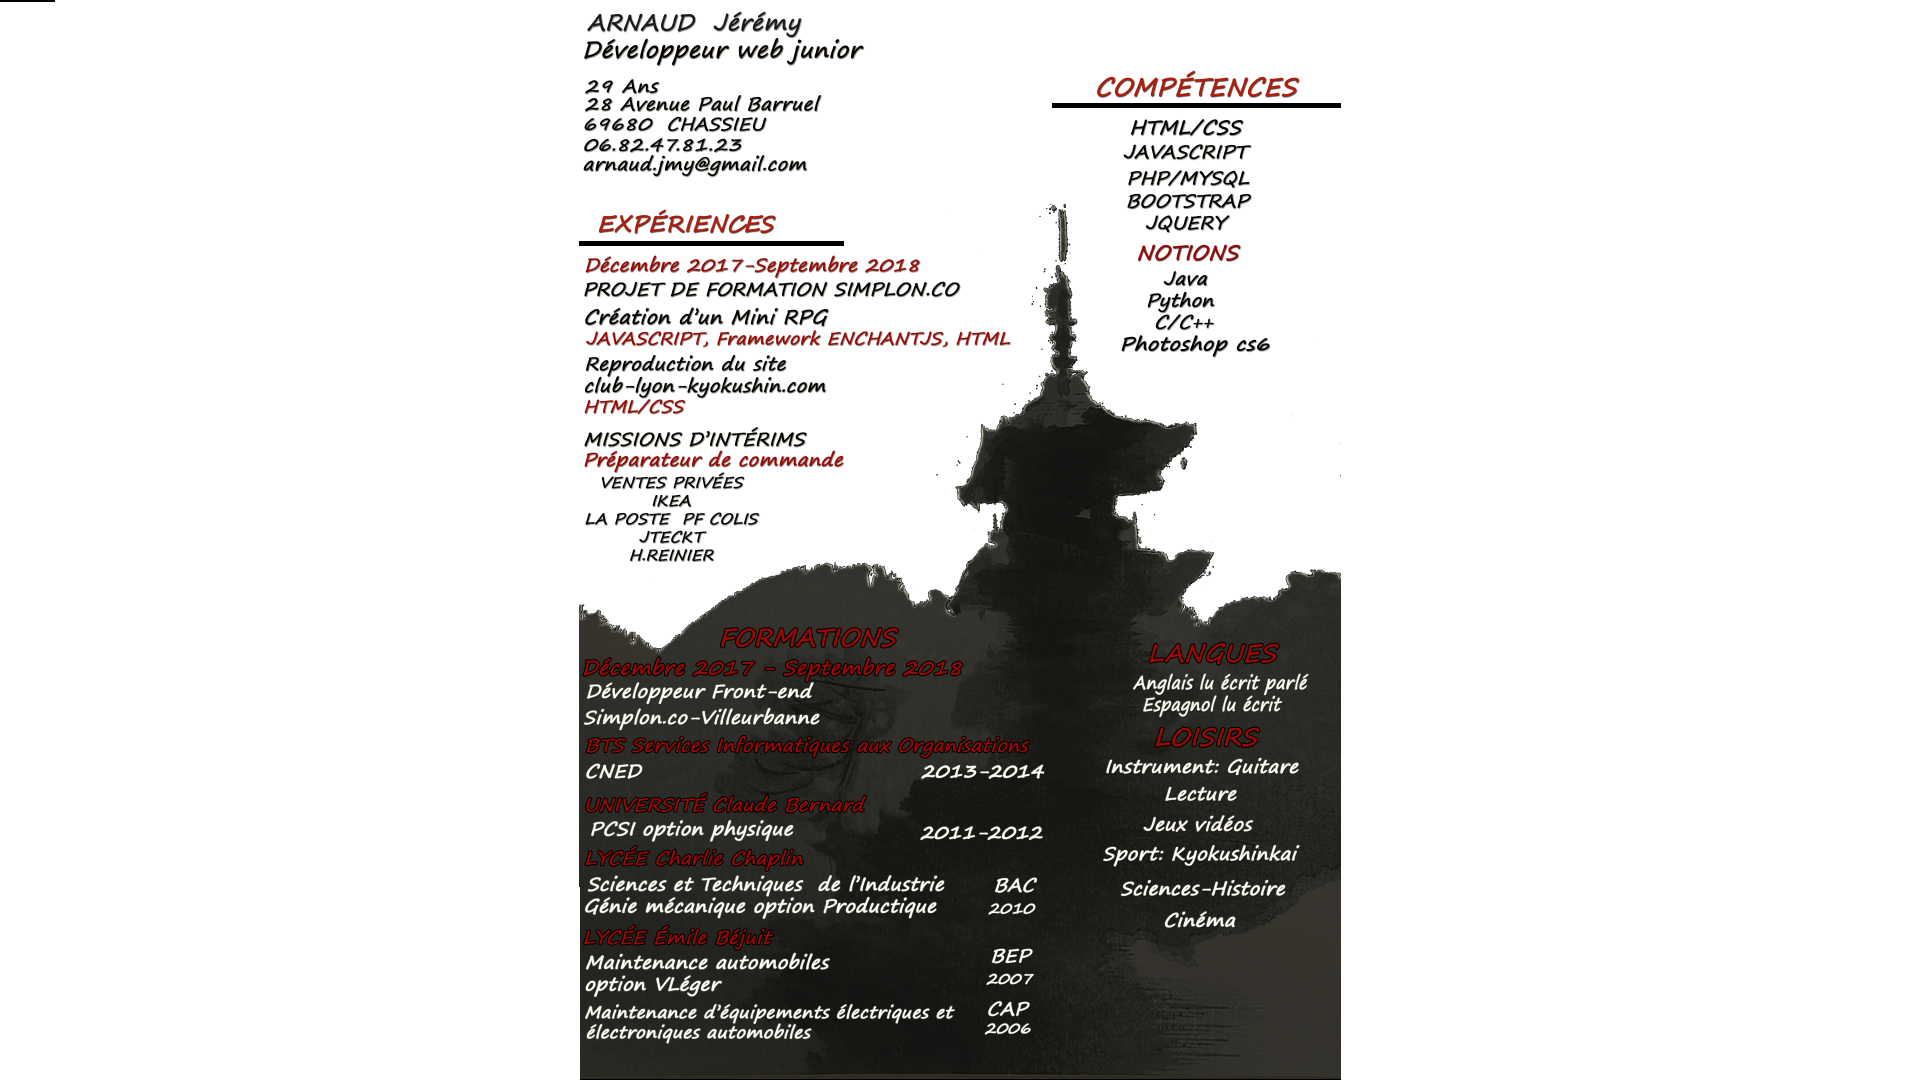 ARNAUD Jérémy
Développeur web junior
29 Ans
28 Avenue Paul Barruel
69680 CHASSIEU
06.82.47.81.23
arnaud.jmy@gmail.com
EXPÉRIENCES
Décembre 2017-Septembre 2018
PROJET DE FORMATION SIMPLON.CO
Création d'un Mini RPG
JAVASCRIPT, Framework ENCHANTJS, HTML
Reproduction du site
club-lyon-kyokushin.com
HTML/CSS
MISSIONS D'INTÉRIMS
Préparateur de commande
VENTES PRIVÉES
IKEA
LA POSTE PF COLIS
JTECKT
H.REINIER
COMPÉTENCES
HTML/CSS
JAVASCRIPT
PHP/MYSQL
BOOTSTRAP
JQUERY
NOTIONS
Java
Python
C/C++
Photoshop cs6
FORMATIONS
Décembre 2017 - Septembre 2018
Développeur Front-end
Simplon.co-Villeurbanne
BTS Services Informatiques aux Organisations
CNED 2013-2014
UNIVERSITÉ Claude Bernard
PCSI option physique 2011-2012
LYCÉE Charlie Chaplin
Sciences et Techniques de l'Industrie BAC
Génie mécanique option Productique 2010
LYCÉE Émile Béjuit
Maintenance automobiles BEP
option VLéger 2007
Maintenance d'équipements électriques et CAP
électroniques automobiles 2006
LANGUES
Anglais lu écrit parlé
Espagnol lu écrit
LOISIRS
Instrument: Guitare
Lecture
Jeux vidéos
Sport: Kyokushinkai
Sciences-Histoire
Cinéma